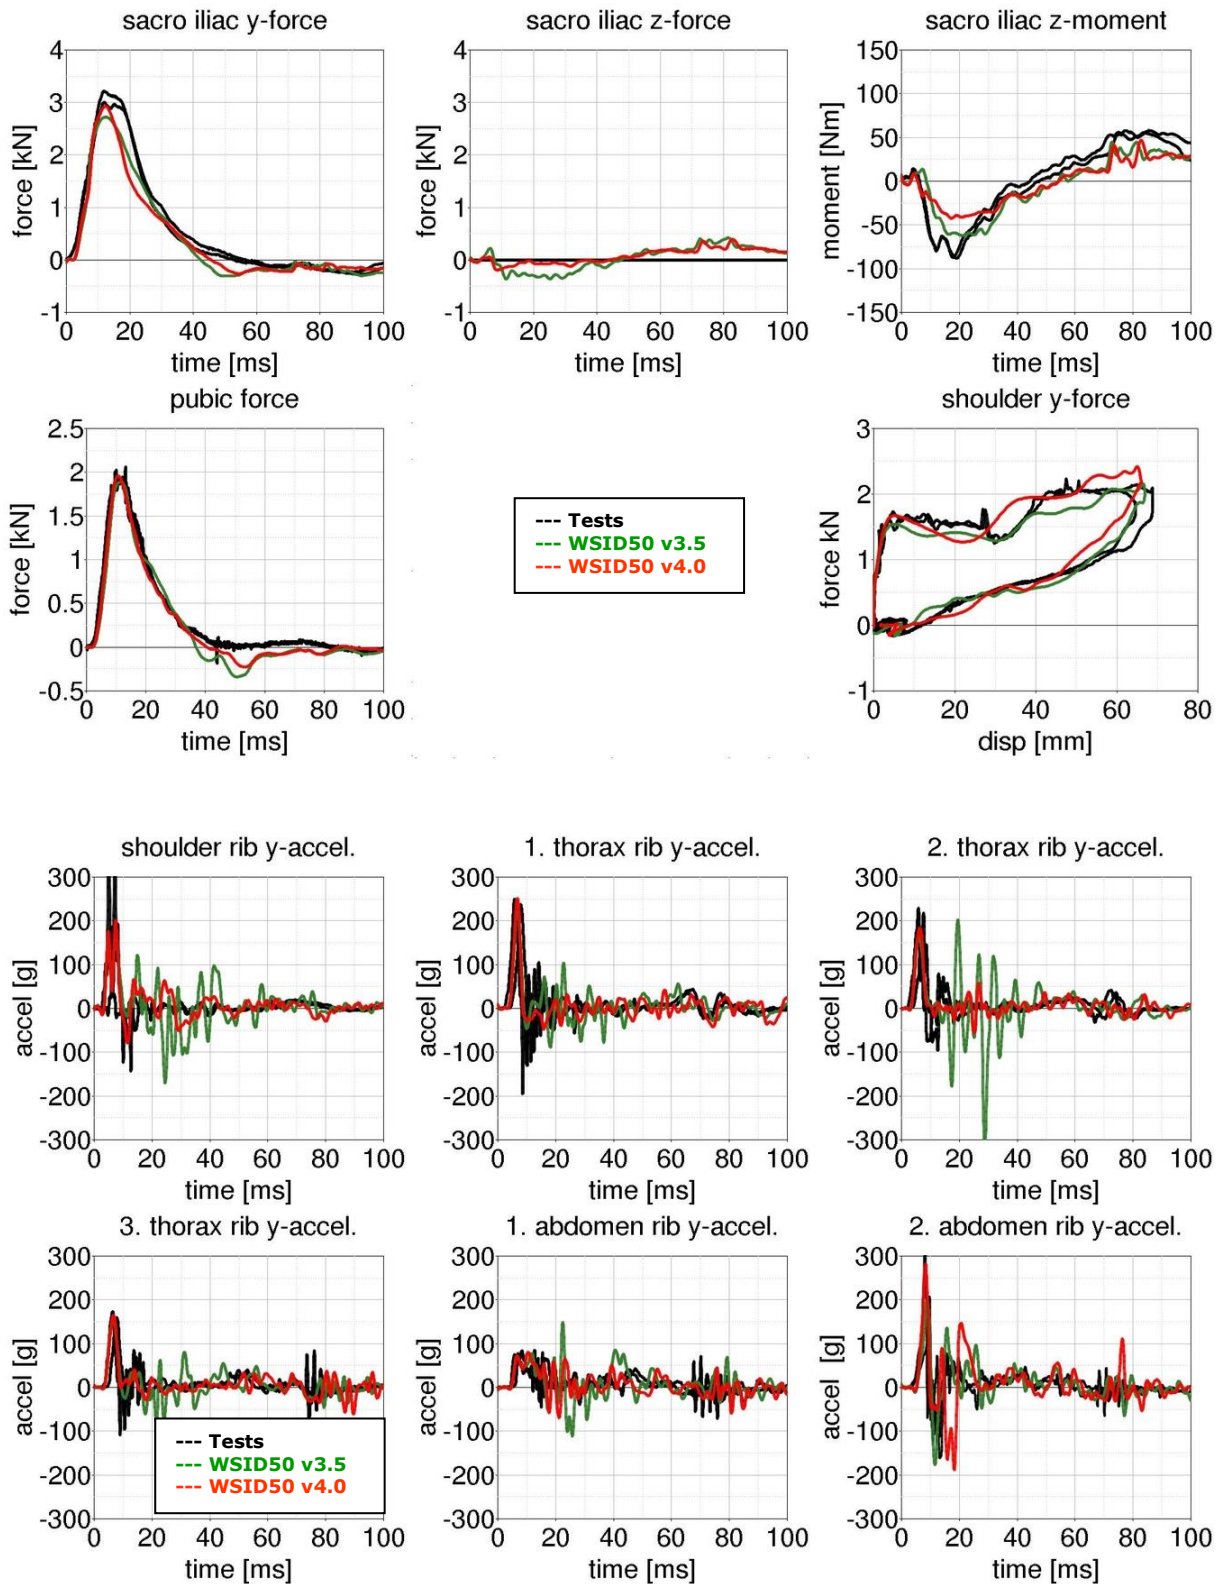 sacro iliac y-force
4
3
2
1
0
-1
force [kN]
0 20 40 60 80 100
time [ms]
sacro iliac z-force
4
3
2
1
0
-1
force [kN]
0 20 40 60 80 100
time [ms]
sacro iliac z-moment
150
100
50
0
-50
-100
-150
moment [Nm]
0 20 40 60 80 100
time [ms]
pubic force
2.5
2
1.5
1
0.5
0
-0.5
force [kN]
0 20 40 60 80 100
time [ms]
--- Tests
--- WSID50 v3.5
--- WSID50 v4.0
shoulder y-force
3
2
1
0
-1
force kN
0 20 40 60 80
disp [mm]
shoulder rib y-accel.
300
200
100
0
-100
-200
-300
accel [g]
0 20 40 60 80 100
time [ms]
1. thorax rib y-accel.
300
200
100
0
-100
-200
-300
accel [g]
0 20 40 60 80 100
time [ms]
2. thorax rib y-accel.
300
200
100
0
-100
-200
-300
accel [g]
0 20 40 60 80 100
time [ms]
3. thorax rib y-accel.
300
200
100
0
-100
-200
-300
accel [g]
--- Tests
--- WSID50 v3.5
--- WSID50 v4.0
0 20 40 60 80 100
time [ms]
1. abdomen rib y-accel.
300
200
100
0
-100
-200
-300
accel [g]
0 20 40 60 80 100
time [ms]
2. abdomen rib y-accel.
300
200
100
0
-100
-200
-300
accel [g]
0 20 40 60 80 100
time [ms]